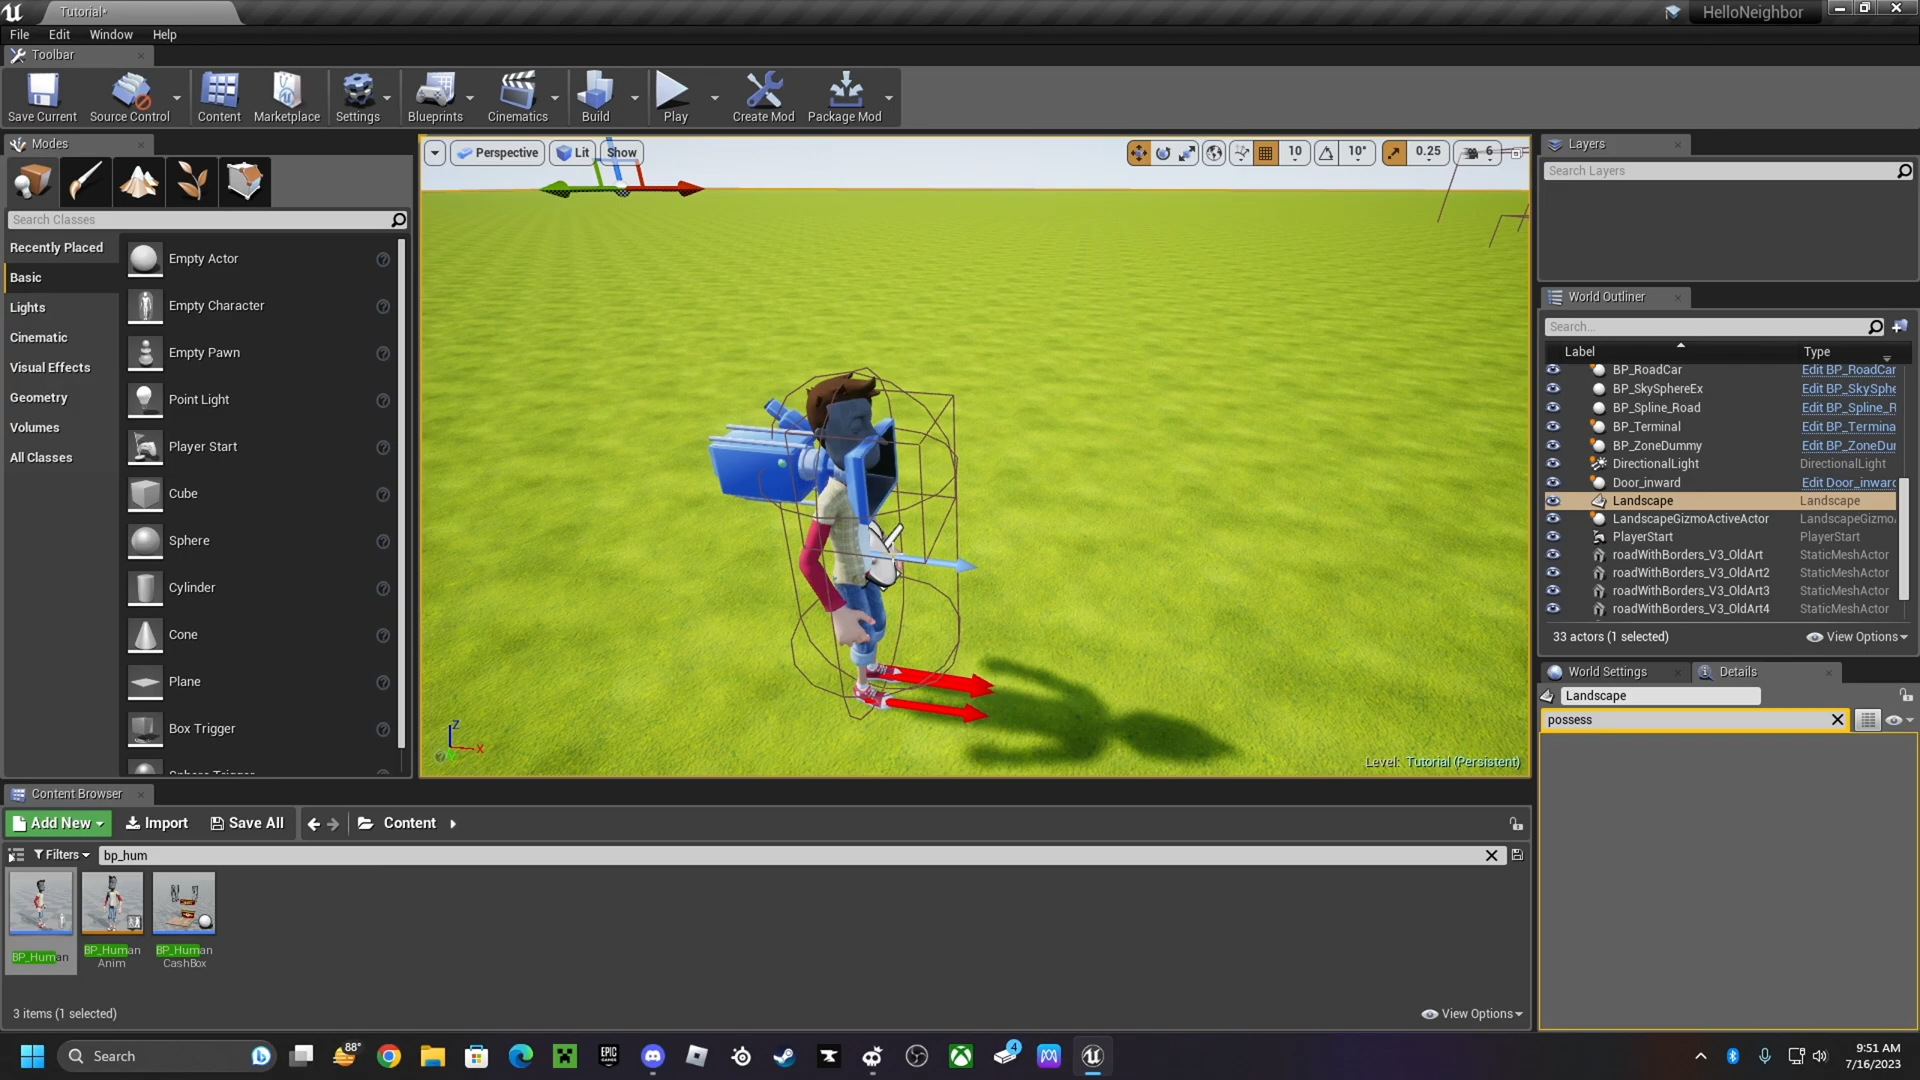 Tutorial*
HelloNeighbor
File Edit Window Help
Toolbar
Save Current Source Control Content Marketplace Settings Blueprints Cinematics Build Play Create Mod Package Mod
Modes
Search Classes
Recently Placed
Basic
Lights
Cinematic
Visual Effects
Geometry
Volumes
All Classes
Empty Actor
Empty Character
Empty Pawn
Point Light
Player Start
Cube
Sphere
Cylinder
Cone
Plane
Box Trigger
Sphere Trigger
Perspective Lit Show
10 10° 0.25 6
Z
X
Level: Tutorial (Persistent)
Layers
Search Layers
World Outliner
Search...
Label Type
BP_RoadCar Edit BP_RoadCar
BP_SkySphereEx Edit BP_SkySphe
BP_Spline_Road Edit BP_Spline_R
BP_Terminal Edit BP_Termina
BP_ZoneDummy Edit BP_ZoneDum
DirectionalLight DirectionalLight
Door_inward Edit Door_inward
Landscape Landscape
LandscapeGizmoActiveActor LandscapeGizmo
PlayerStart PlayerStart
roadWithBorders_V3_OldArt StaticMeshActor
roadWithBorders_V3_OldArt2 StaticMeshActor
roadWithBorders_V3_OldArt3 StaticMeshActor
roadWithBorders_V3_OldArt4 StaticMeshActor
33 actors (1 selected) View Options
World Settings Details
Landscape
possess
Content Browser
Add New Import Save All Content
Filters bp_hum
BP_Human
BP_Human
Anim
BP_Human
CashBox
3 items (1 selected) View Options
Search
88°
EPIC
GAMES
4
9:51 AM
7/16/2023